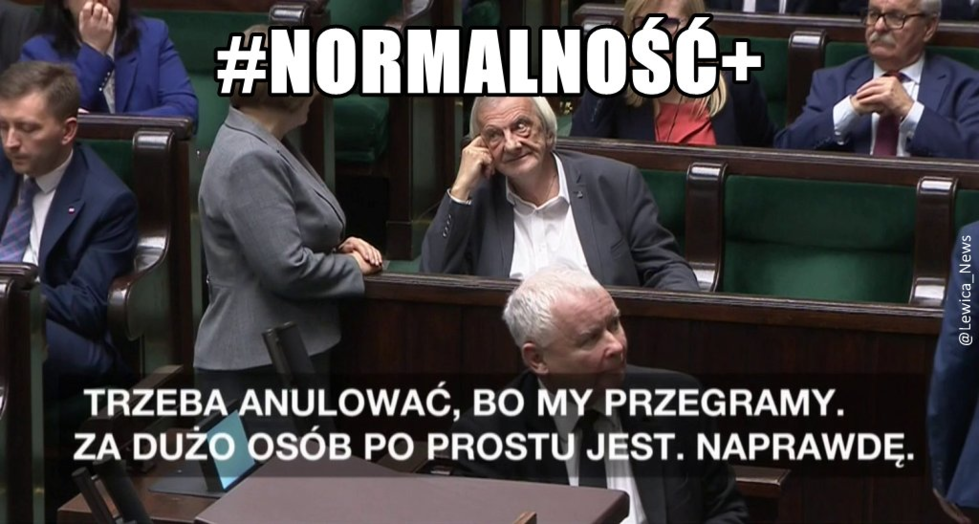 #NORMALNOŚĆ+
@Lewica_News
TRZEBA ANULOWAĆ, BO MY PRZEGRAMY.
ZA DUŻO OSÓB PO PROSTU JEST. NAPRAWDĘ.